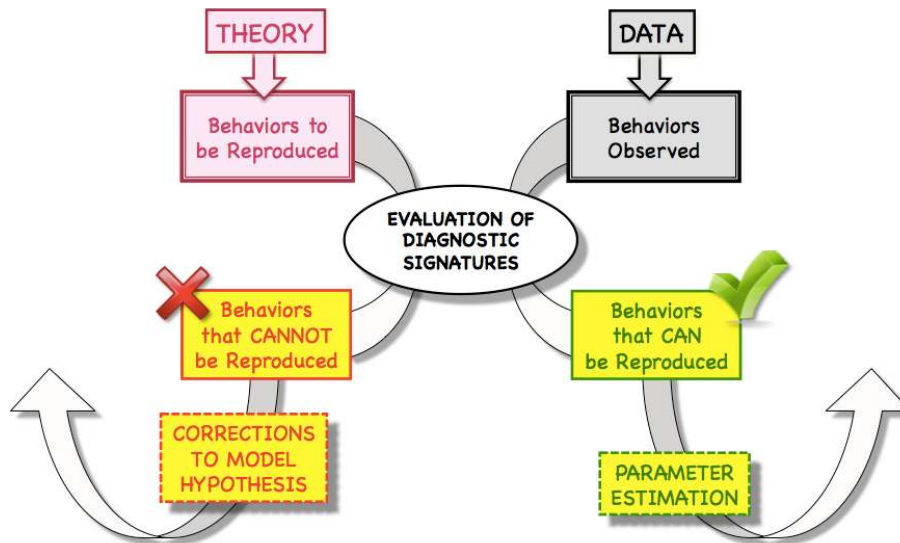 THEORY
DATA
Behaviors to
be Reproduced
Behaviors
Observed
EVALUATION OF
DIAGNOSTIC
SIGNATURES
Behaviors
that CANNOT
be Reproduced
Behaviors
that CAN
be Reproduced
CORRECTIONS
TO MODEL
HYPOTHESIS
PARAMETER
ESTIMATION